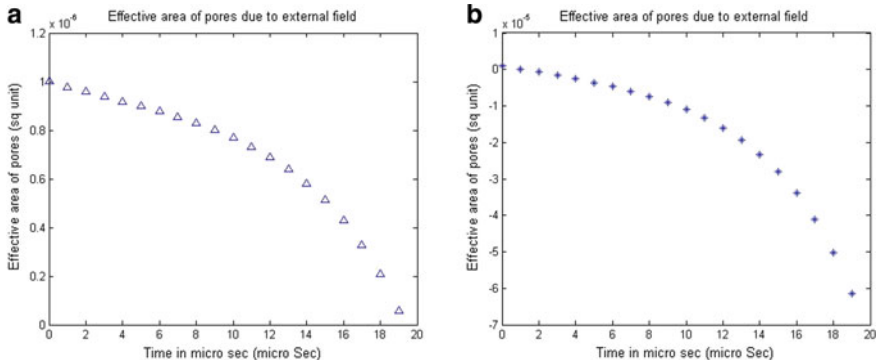 a
Effective area of pores due to external field
x 10⁻⁶
1.2
1
0.8
0.6
0.4
0.2
0
0 2 4 6 8 10 12 14 16 18 20
Effective area of pores (sq unit)
Time in micro sec (micro Sec)
b
Effective area of pores due to external field
x 10⁻⁶
1
0
-1
-2
-3
-4
-5
-6
-7
0 2 4 6 8 10 12 14 16 18 20
Effective area of pores (sq unit)
Time in micro sec (micro Sec)